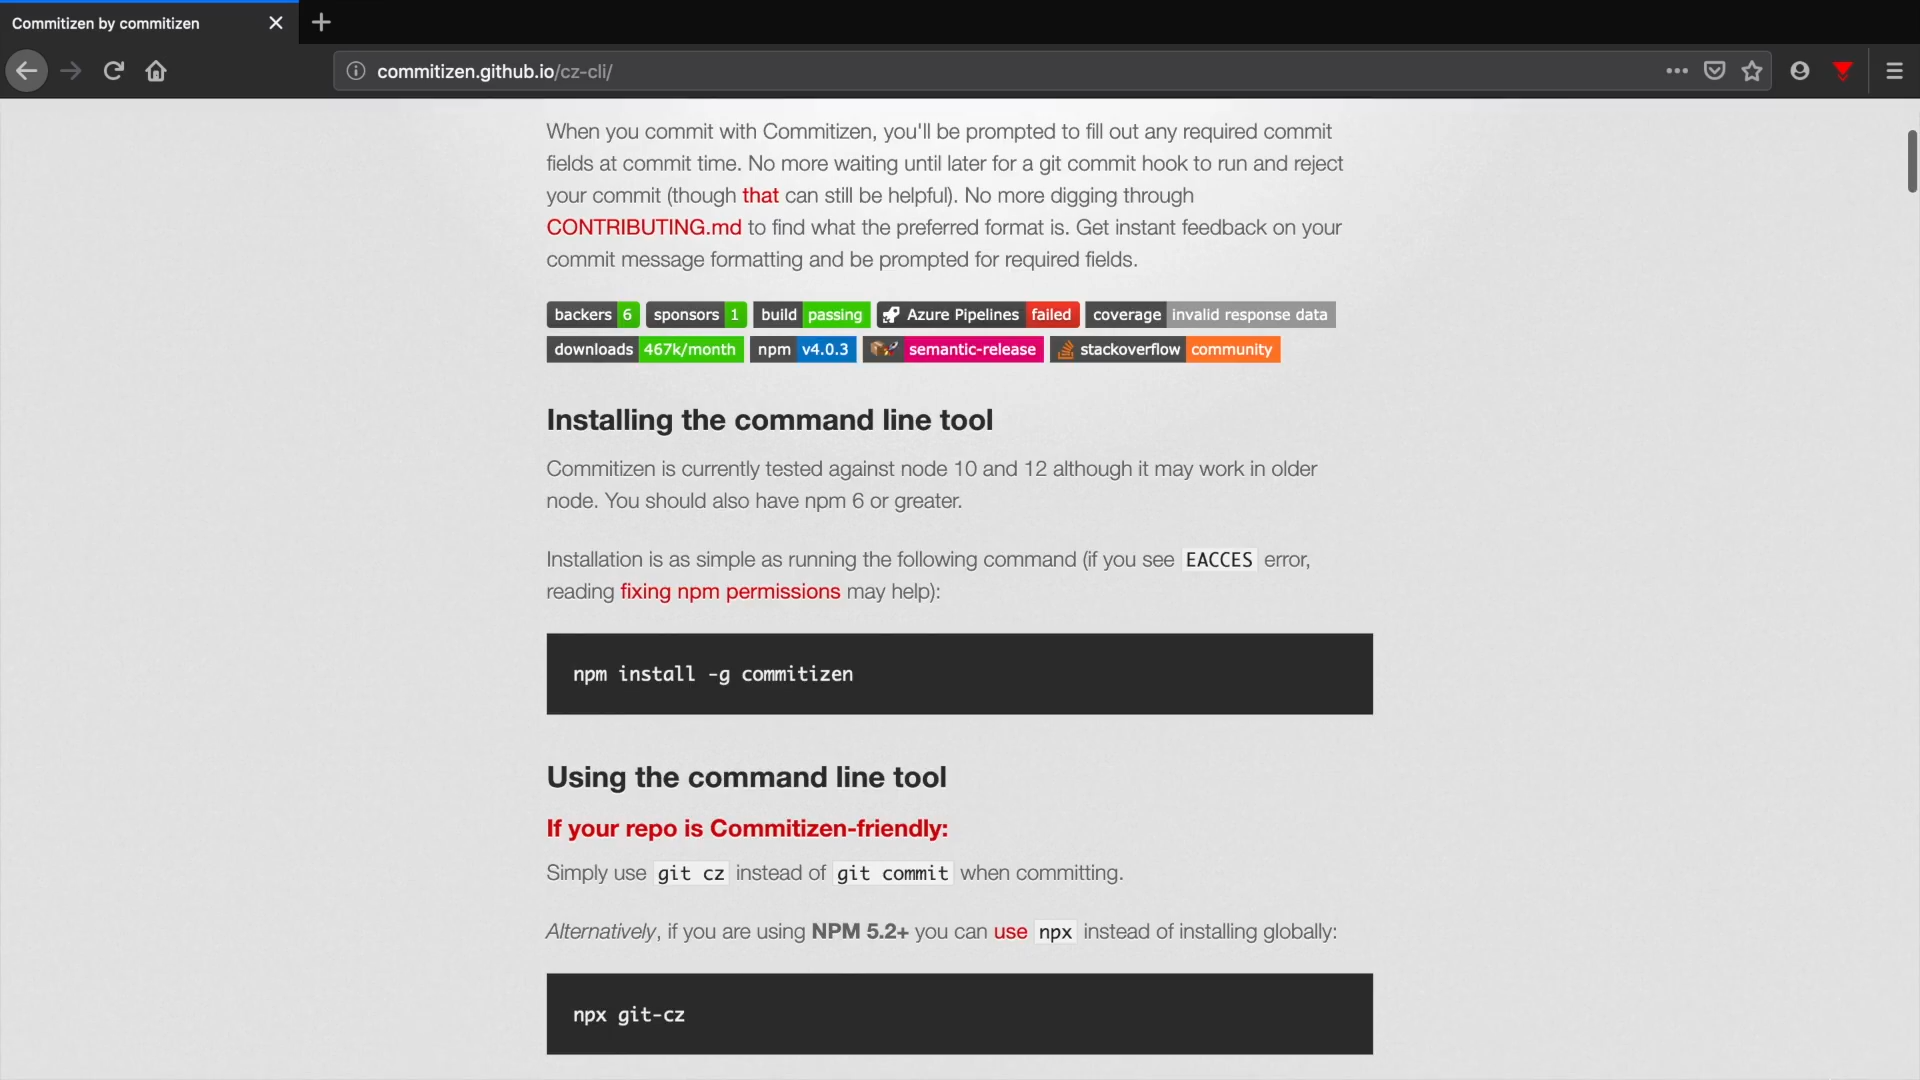 Commitizen by commitizen
commitizen.github.io/cz-cli/
When you commit with Commitizen, you'll be prompted to fill out any required commit
fields at commit time. No more waiting until later for a git commit hook to run and reject
your commit (though that can still be helpful). No more digging through
CONTRIBUTING.md to find what the preferred format is. Get instant feedback on your
commit message formatting and be prompted for required fields.
backers 6 sponsors 1 build passing Azure Pipelines failed coverage invalid response data
downloads 467k/month npm v4.0.3 semantic-release stackoverflow community
Installing the command line tool
Commitizen is currently tested against node 10 and 12 although it may work in older
node. You should also have npm 6 or greater.
Installation is as simple as running the following command (if you see EACCES error,
reading fixing npm permissions may help):
npm install -g commitizen
Using the command line tool
If your repo is Commitizen-friendly:
Simply use git cz instead of git commit when committing.
Alternatively, if you are using NPM 5.2+ you can use npx instead of installing globally:
npx git-cz